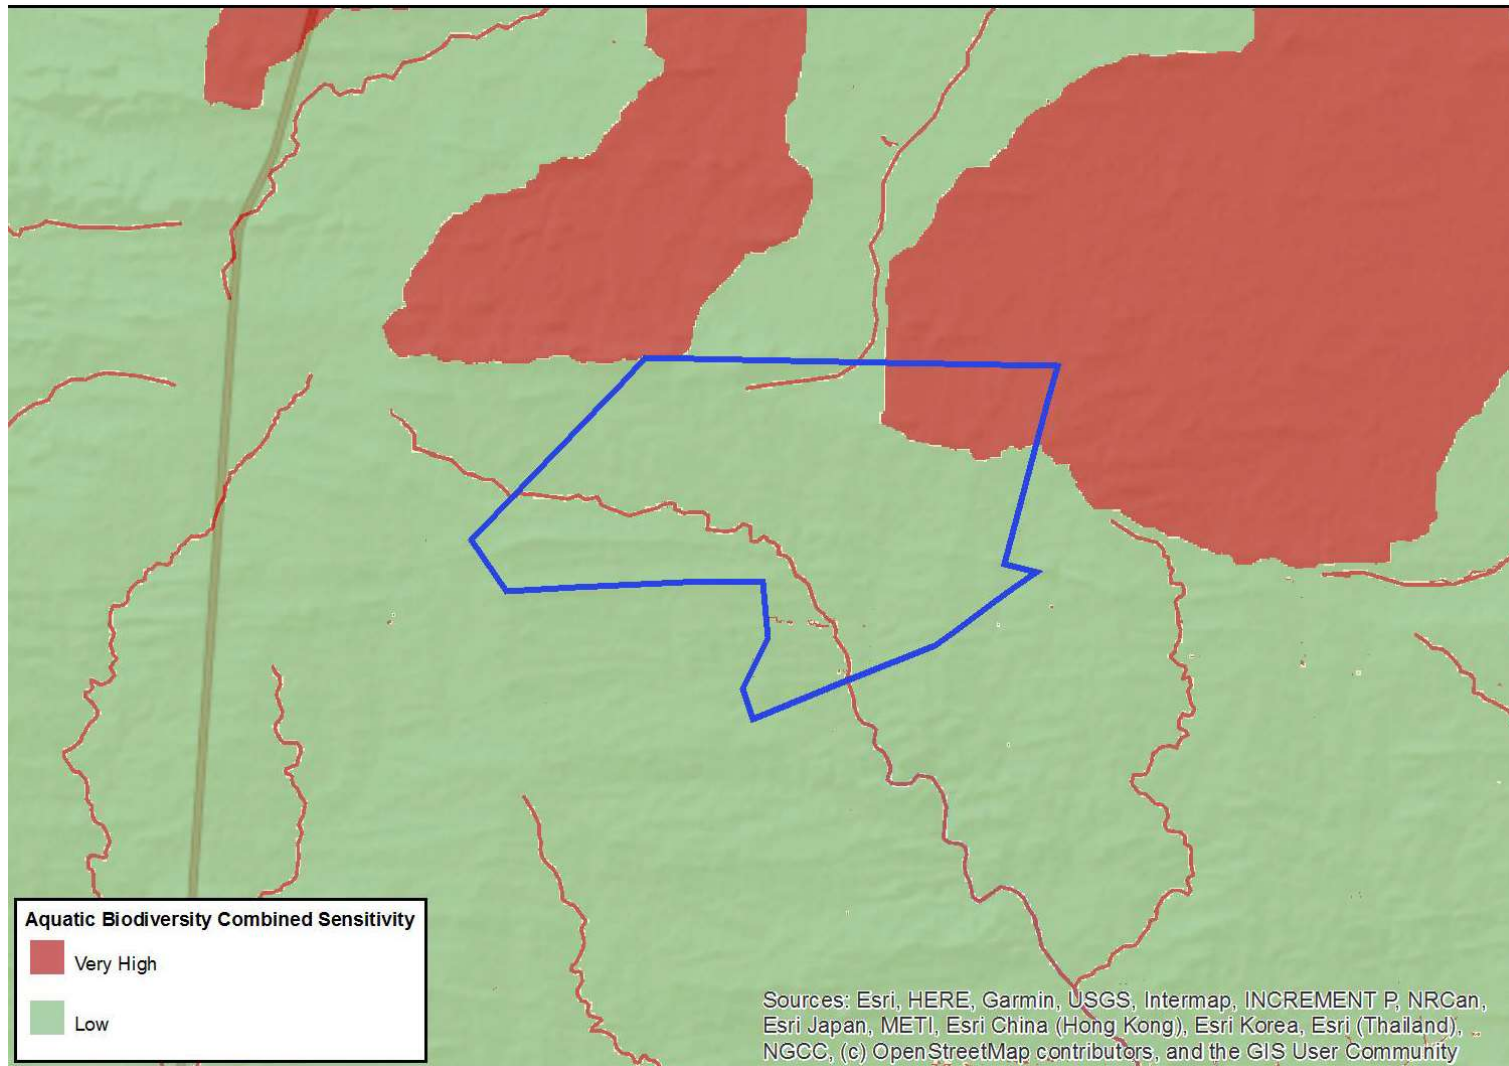 Aquatic Biodiversity Combined Sensitivity
Very High
Low
Sources: Esri, HERE, Garmin, USGS, Intermap, INCREMENT P, NRCan,
Esri Japan, METI, Esri China (Hong Kong), Esri Korea, Esri (Thailand),
NGCC, (c) OpenStreetMap contributors, and the GIS User Community